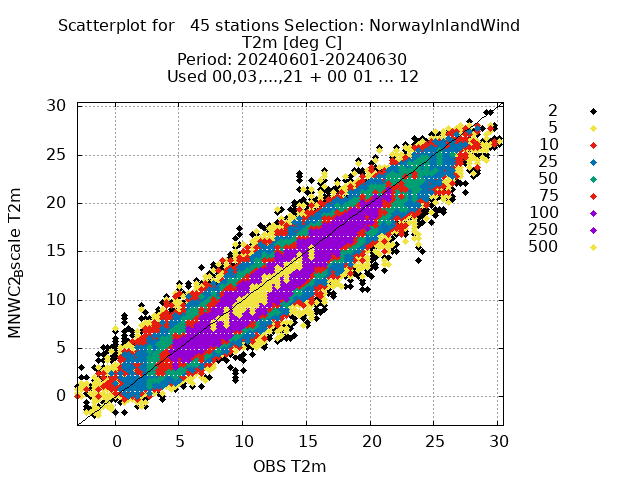 Scatterplot for 45 stations Selection: NorwayInlandWind
T2m [deg C]
Period: 20240601-20240630
Used 00,03,...,21 + 00 01 ... 12
30
25
20
15
10
5
0
MNWC2Bscale T2m
0 5 10 15 20 25 30
OBS T2m
2
5
10
25
50
75
100
250
500